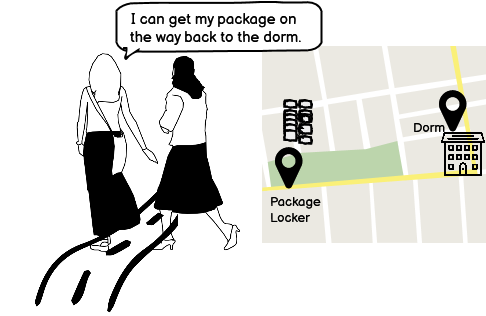 I can get my package on
the way back to the dorm.
Dorm
Package
Locker